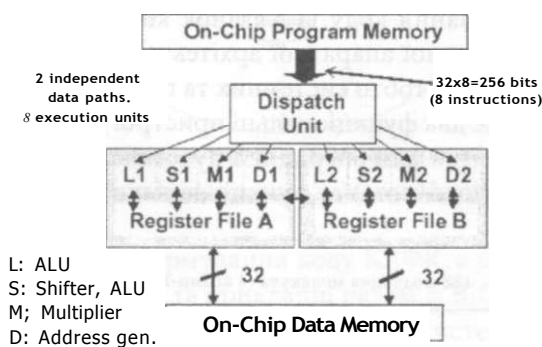 On-Chip Program Memory
2 independent
data paths.
8 execution units
32x8=256 bits
(8 instructions)
Dispatch
Unit
L1 S1 M1 D1
L2 S2 M2 D2
Register File A
Register File B
32
32
L: ALU
S: Shifter, ALU
M; Multiplier
D: Address gen.
On-Chip Data Memory